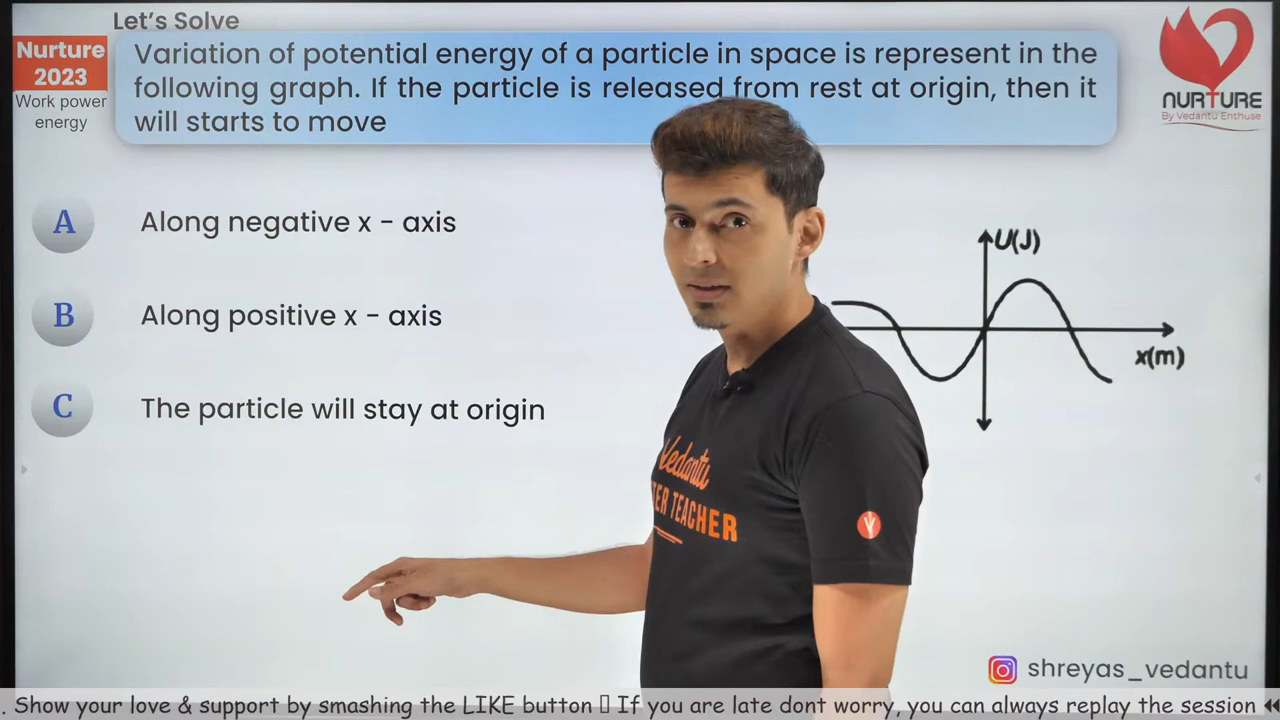 Let's Solve
Nurture
2023
Work power
energy
Variation of potential energy of a particle in space is represent in the
following graph. If the particle is released from rest at origin, then it
will starts to move
NURTURE
By Vedantu Enthuse
A Along negative x - axis
B Along positive x - axis
C The particle will stay at origin
U(J)
x(m)
Vedantu
TER TEACHER
shreyas_vedantu
. Show your love & support by smashing the LIKE button If you are late dont worry, you can always replay the session